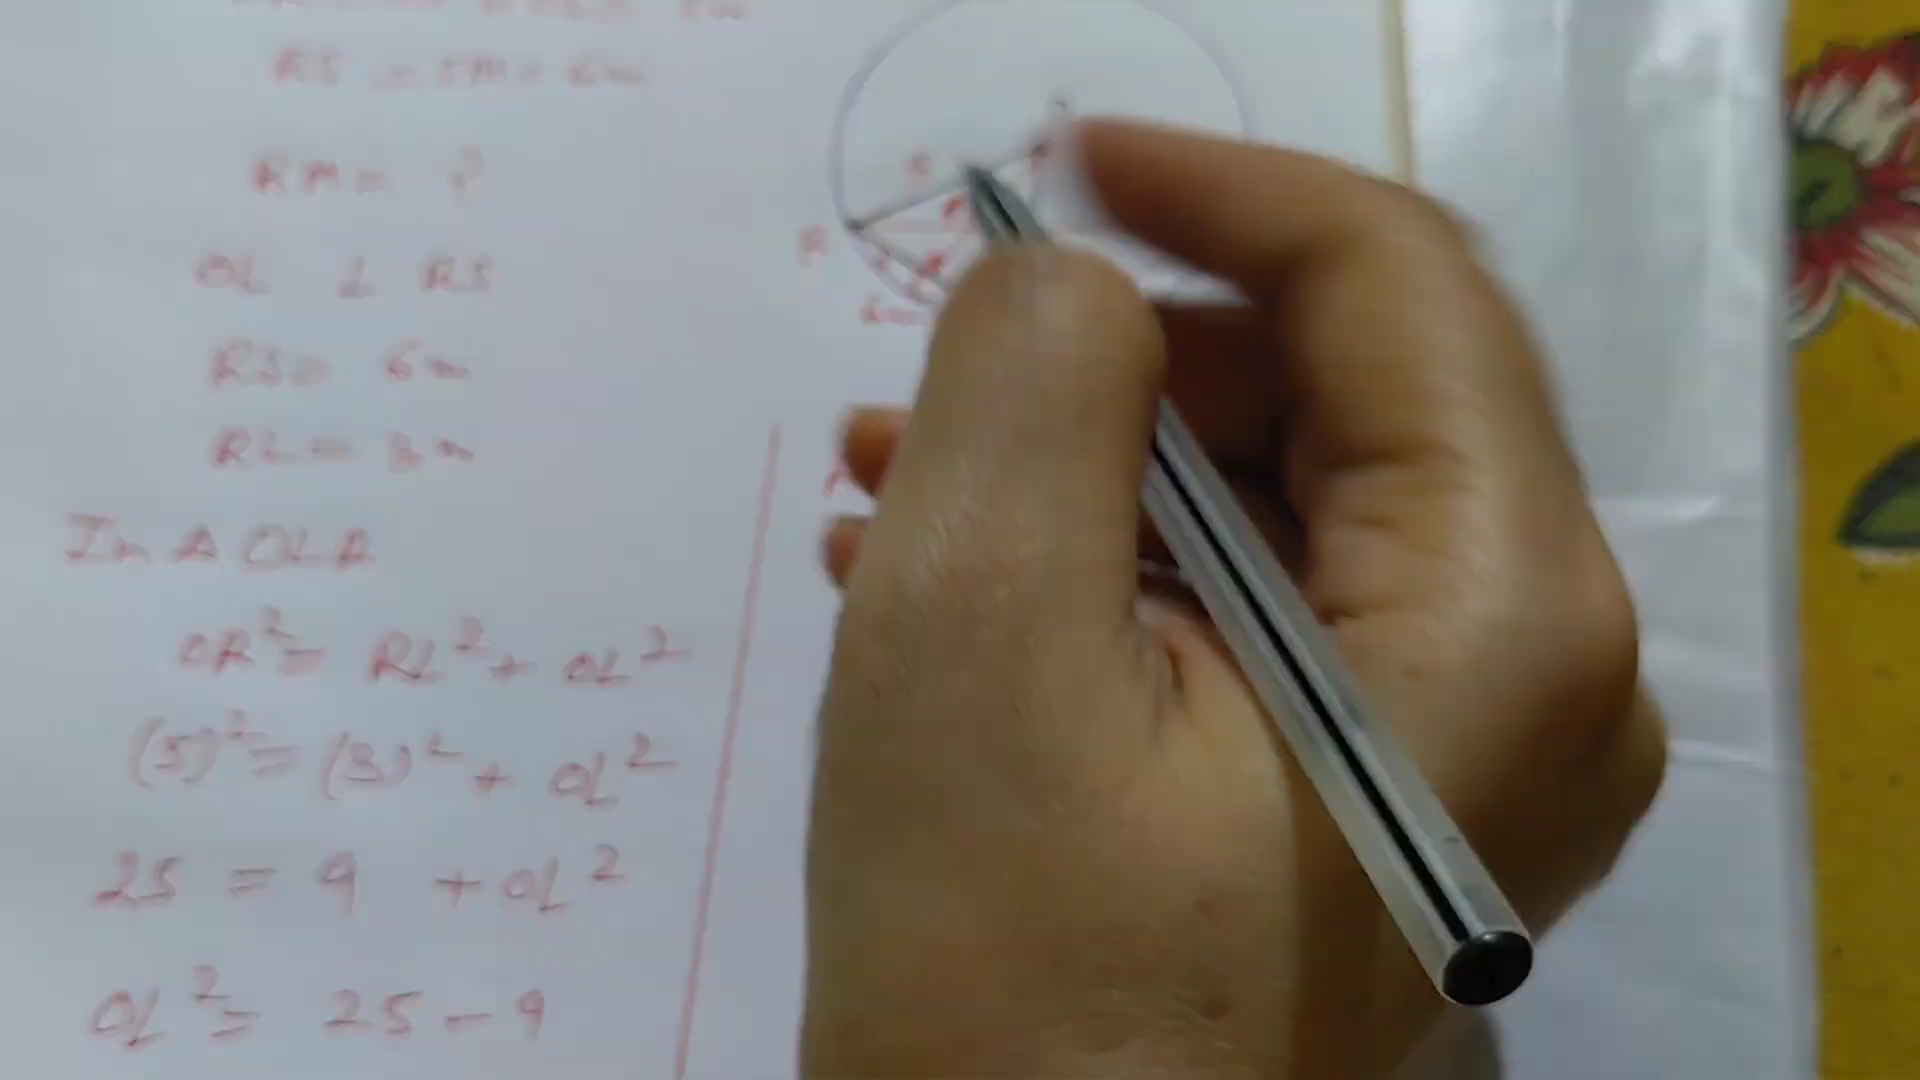 RS = SM = 6m
RM = ?
OL ⊥ RS
RS = 6m
RL = 3m
In Δ OLR
OR² = RL² + OL²
(5)² = (3)² + OL²
25 = 9 + OL²
OL² = 25 - 9
R